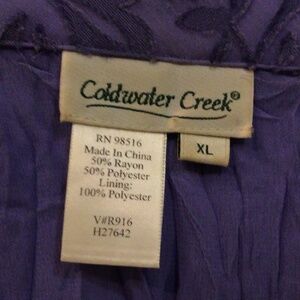 Coldwater Creek®
XL
RN 98516
Made In China
50% Rayon
50% Polyester
Lining:
100% Polyester
V#R916
H27642